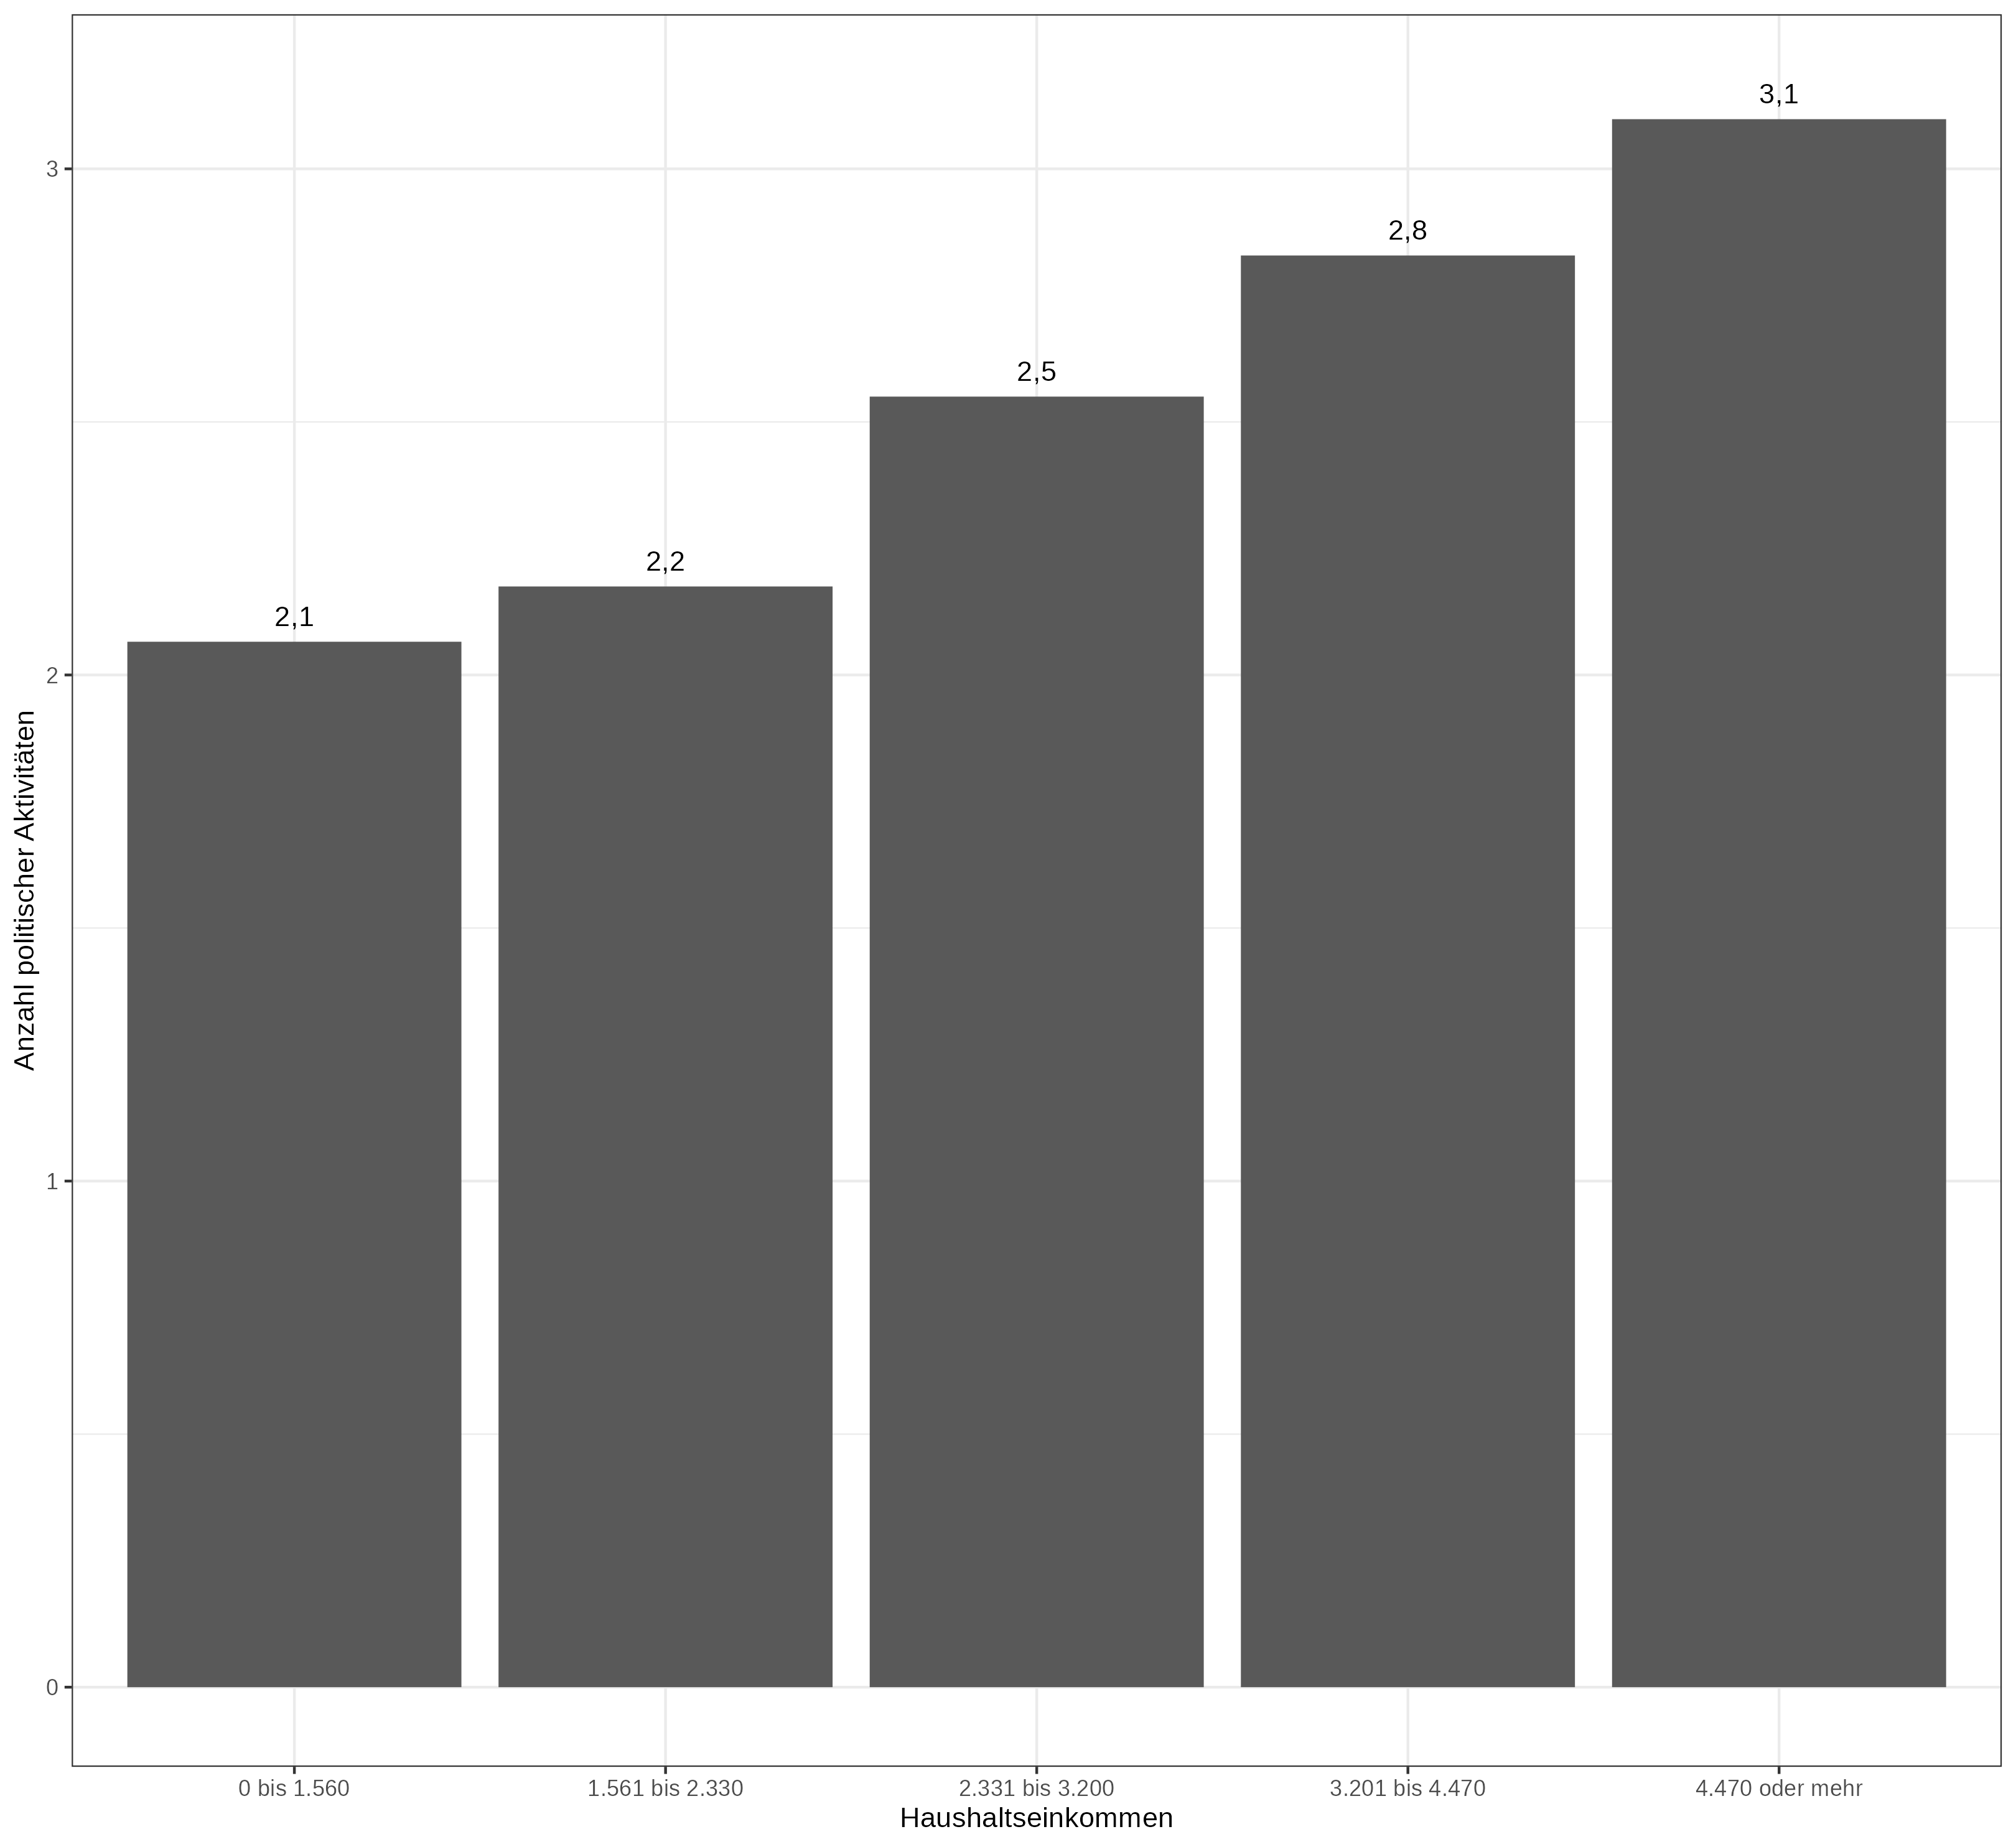 3,1
3
2,8
2,5
2,2
2,1
2
Anzahl politischer Aktivitäten
1
0
0 bis 1.560
1.561 bis 2.330
2.331 bis 3.200
3.201 bis 4.470
4.470 oder mehr
Haushaltseinkommen